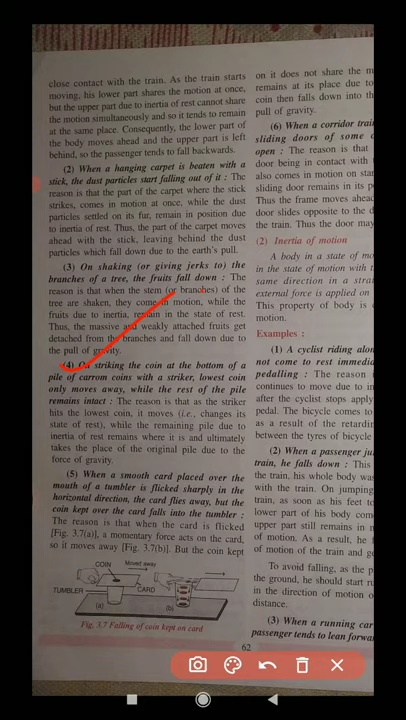 close contact with the train. As the train starts
moving, his lower part shares the motion at once,
but the upper part due to inertia of rest cannot share
the motion simultaneously and so it tends to remain
at the same place. Consequently, the lower part of
the body moves ahead and the upper part is left
behind, so the passenger tends to fall backwards.
(2) When a hanging carpet is beaten with a
stick, the dust particles start falling out of it : The
reason is that the part of the carpet where the stick
strikes, comes in motion at once, while the dust
particles settled on its fur, remain in position due
to inertia of rest. Thus, the part of the carpet moves
ahead with the stick, leaving behind the dust
particles which fall down due to the earth's pull.
(3) On shaking (or giving jerks to) the
branches of a tree, the fruits fall down : The
reason is that when the stem (or branches) of the
tree are shaken, they come in motion, while the
fruits due to inertia, remain in the state of rest.
Thus, the massive and weakly attached fruits get
detached from the branches and fall down due to
the pull of gravity.
(4) On striking the coin at the bottom of a
pile of carrom coins with a striker, lowest coin
only moves away, while the rest of the pile
remains intact : The reason is that as the striker
hits the lowest coin, it moves (i.e., changes its
state of rest), while the remaining pile due to
inertia of rest remains where it is and ultimately
takes the place of the original pile due to the
force of gravity.
(5) When a smooth card placed over the
mouth of a tumbler is flicked sharply in the
horizontal direction, the card flies away, but the
coin kept over the card falls into the tumbler :
The reason is that when the card is flicked
[Fig. 3.7(a)], a momentary force acts on the card,
so it moves away [Fig. 3.7(b)]. But the coin kept
COIN
Moved away
TUMBLER
CARD
(a)
(b)
Fig. 3.7 Falling of coin kept on card
on it does not share the m
remains at its place due to
coin then falls down into th
pull of gravity.
(6) When a corridor trai
sliding doors of some c
open : The reason is that
door being in contact with
also comes in motion on star
sliding door remains in its p
Thus the frame moves ahead
door slides opposite to the d
the train. Thus the door may
(2) Inertia of motion
A body in a state of mo
in the state of motion with t
same direction in a stra
external force is applied on
This property of body is
motion.
Examples :
(1) A cyclist riding alon
not come to rest immedia
pedalling : The reason
continues to move due to in
after the cyclist stops apply
pedal. The bicycle comes to
as a result of the retardin
between the tyres of bicycle
(2) When a passenger ju
train, he falls down : This
the train, his whole body was
with the train. On jumping
train, as soon as his feet to
lower part of his body com
upper part still remains in m
of motion. As a result, he f
of motion of the train and ge
To avoid falling, as the p
the ground, he should start ru
in the direction of motion o
distance.
(3) When a running car
passenger tends to lean forwar
62